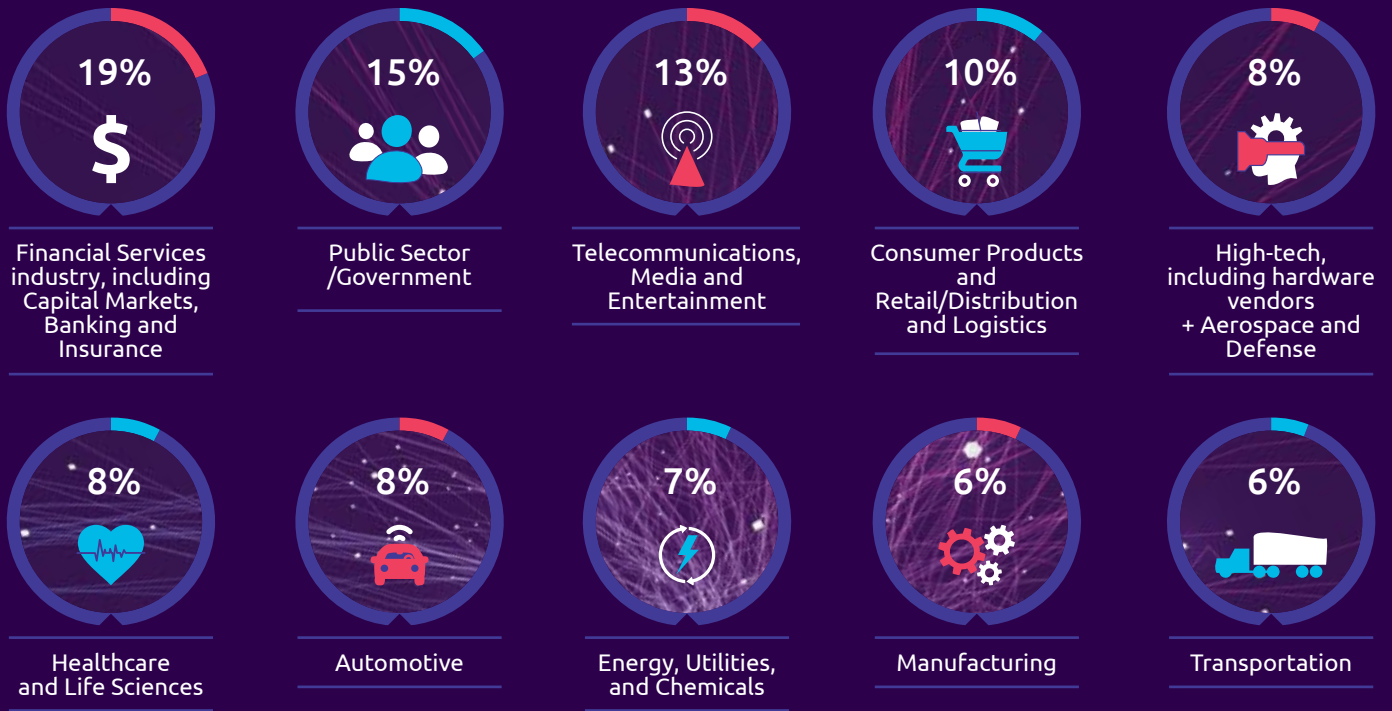 19%
$
Financial Services
industry, including
Capital Markets,
Banking and
Insurance
15%
Public Sector
/Government
13%
Telecommunications,
Media and
Entertainment
10%
Consumer Products
and
Retail/Distribution
and Logistics
8%
High-tech,
including hardware
vendors
+ Aerospace and
Defense
8%
Healthcare
and Life Sciences
8%
Automotive
7%
Energy, Utilities,
and Chemicals
6%
Manufacturing
6%
Transportation